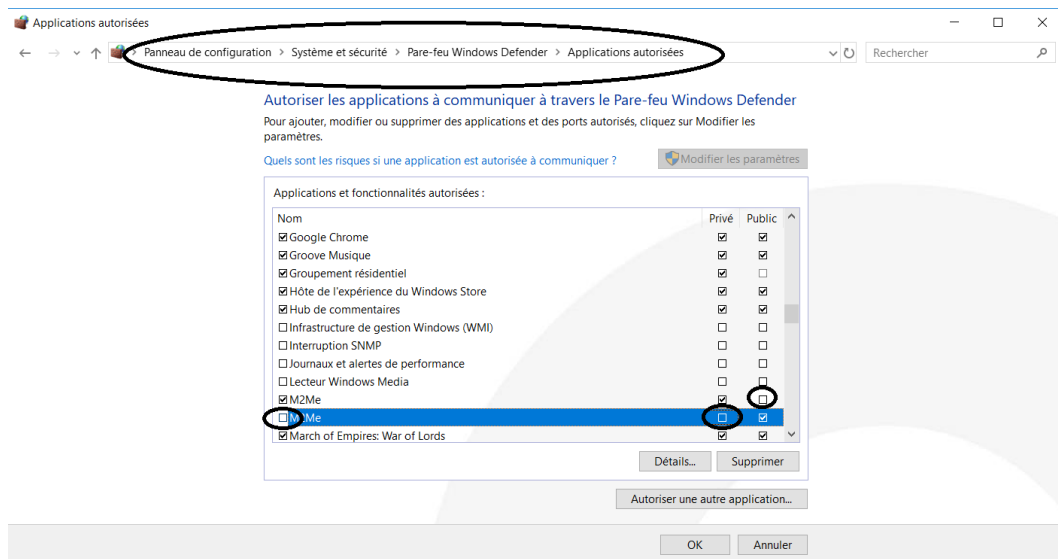 Applications autorisées
Panneau de configuration > Système et sécurité > Pare-feu Windows Defender > Applications autorisées
Rechercher
Autoriser les applications à communiquer à travers le Pare-feu Windows Defender
Pour ajouter, modifier ou supprimer des applications et des ports autorisés, cliquez sur Modifier les
paramètres.
Quels sont les risques si une application est autorisée à communiquer ?
Modifier les paramètres
Applications et fonctionnalités autorisées :
Nom Privé Public
Google Chrome
Groove Musique
Groupement résidentiel
Hôte de l'expérience du Windows Store
Hub de commentaires
Infrastructure de gestion Windows (WMI)
Interruption SNMP
Journaux et alertes de performance
Lecteur Windows Media
M2Me
M2Me
March of Empires: War of Lords
Détails... Supprimer
Autoriser une autre application...
OK Annuler